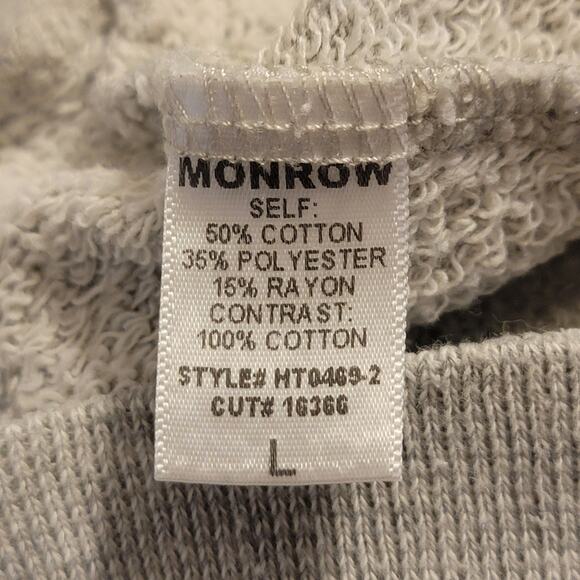 MONROW
SELF:
50% COTTON
35% POLYESTER
15% RAYON
CONTRAST:
100% COTTON
STYLE# HT0469-2
CUT# 16366
L